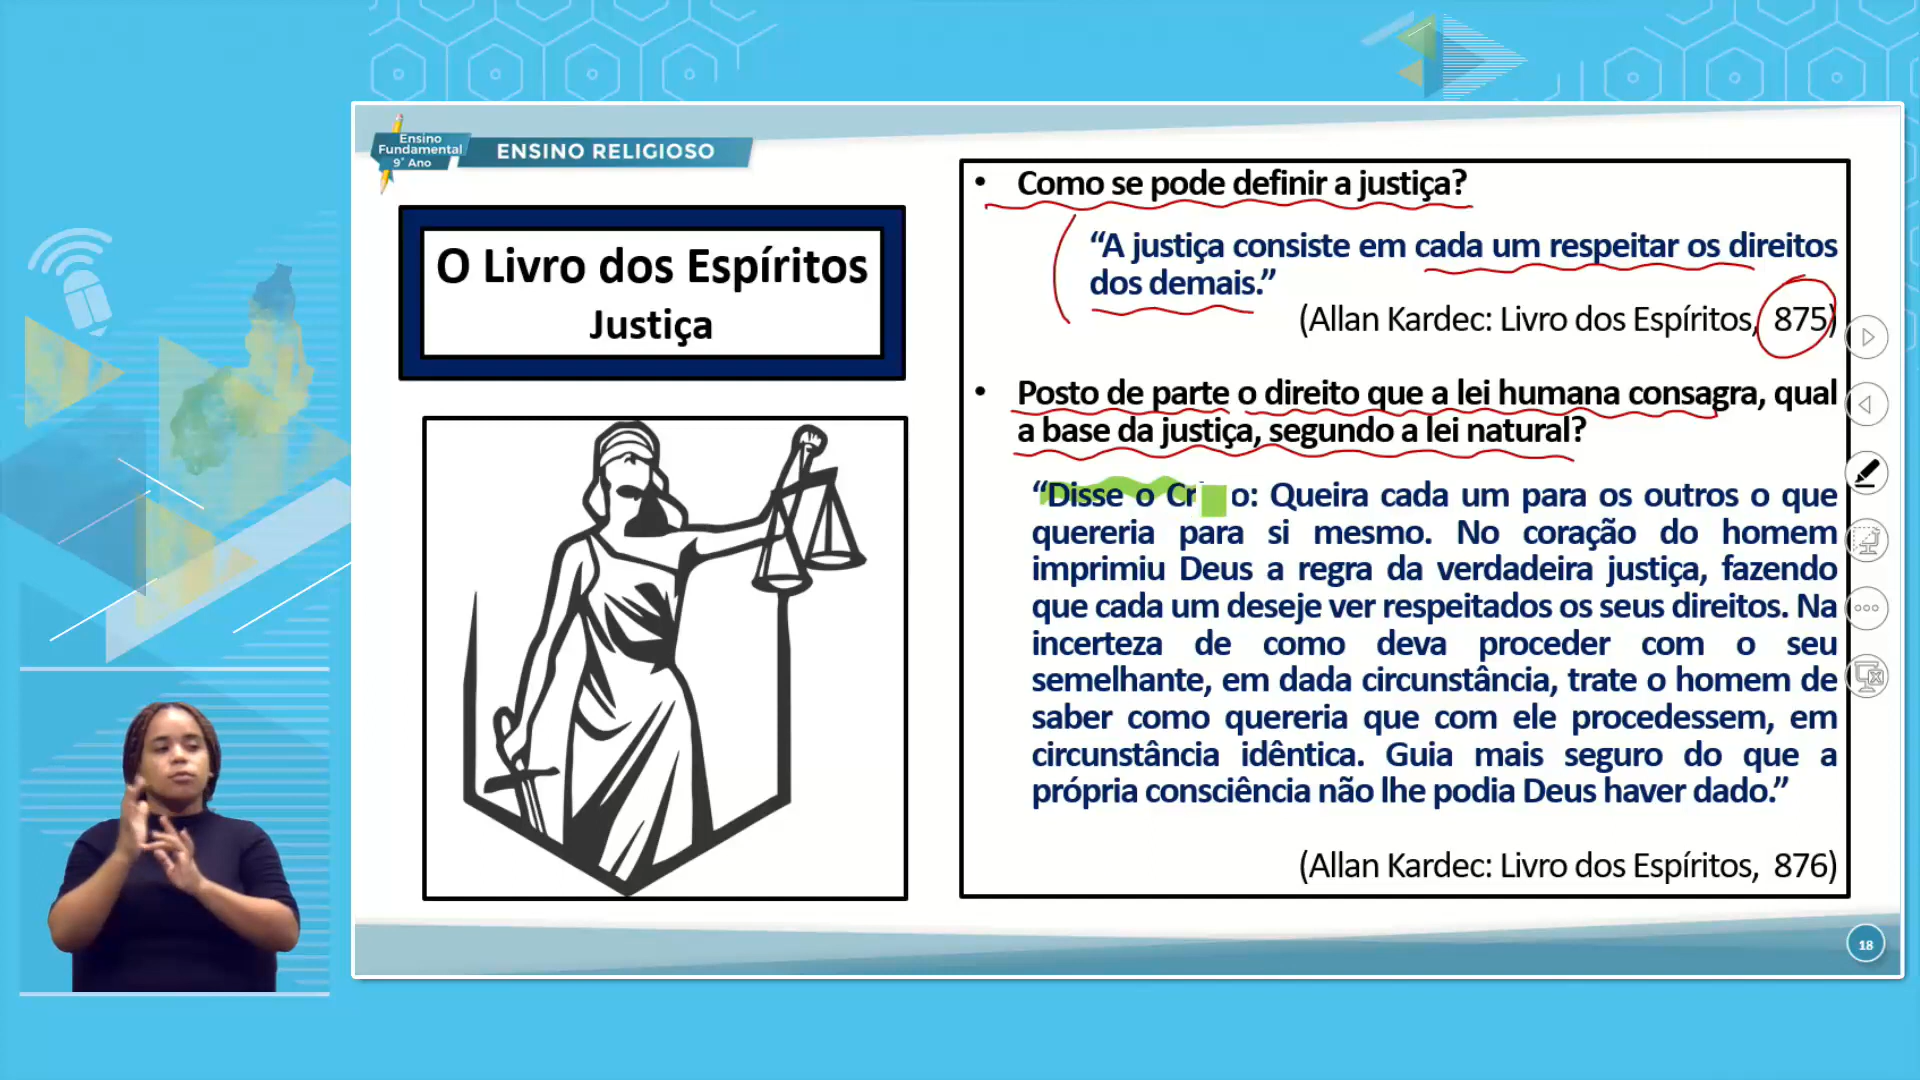 Ensino
Fundamental
9° Ano
ENSINO RELIGIOSO
O Livro dos Espíritos
Justiça
• Como se pode definir a justiça?
“A justiça consiste em cada um respeitar os direitos
dos demais.”
(Allan Kardec: Livro dos Espíritos, 875)
• Posto de parte o direito que a lei humana consagra, qual
a base da justiça, segundo a lei natural?
“Disse o Cristo: Queira cada um para os outros o que
quereria para si mesmo. No coração do homem
imprimiu Deus a regra da verdadeira justiça, fazendo
que cada um deseje ver respeitados os seus direitos. Na
incerteza de como deva proceder com o seu
semelhante, em dada circunstância, trate o homem de
saber como quereria que com ele procedessem, em
circunstância idêntica. Guia mais seguro do que a
própria consciência não lhe podia Deus haver dado.”
(Allan Kardec: Livro dos Espíritos, 876)
18